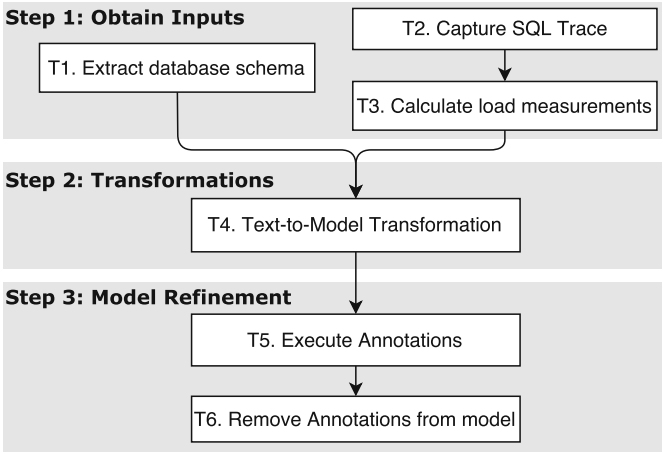 Step 1: Obtain Inputs
T2. Capture SQL Trace
T1. Extract database schema
T3. Calculate load measurements
Step 2: Transformations
T4. Text-to-Model Transformation
Step 3: Model Refinement
T5. Execute Annotations
T6. Remove Annotations from model